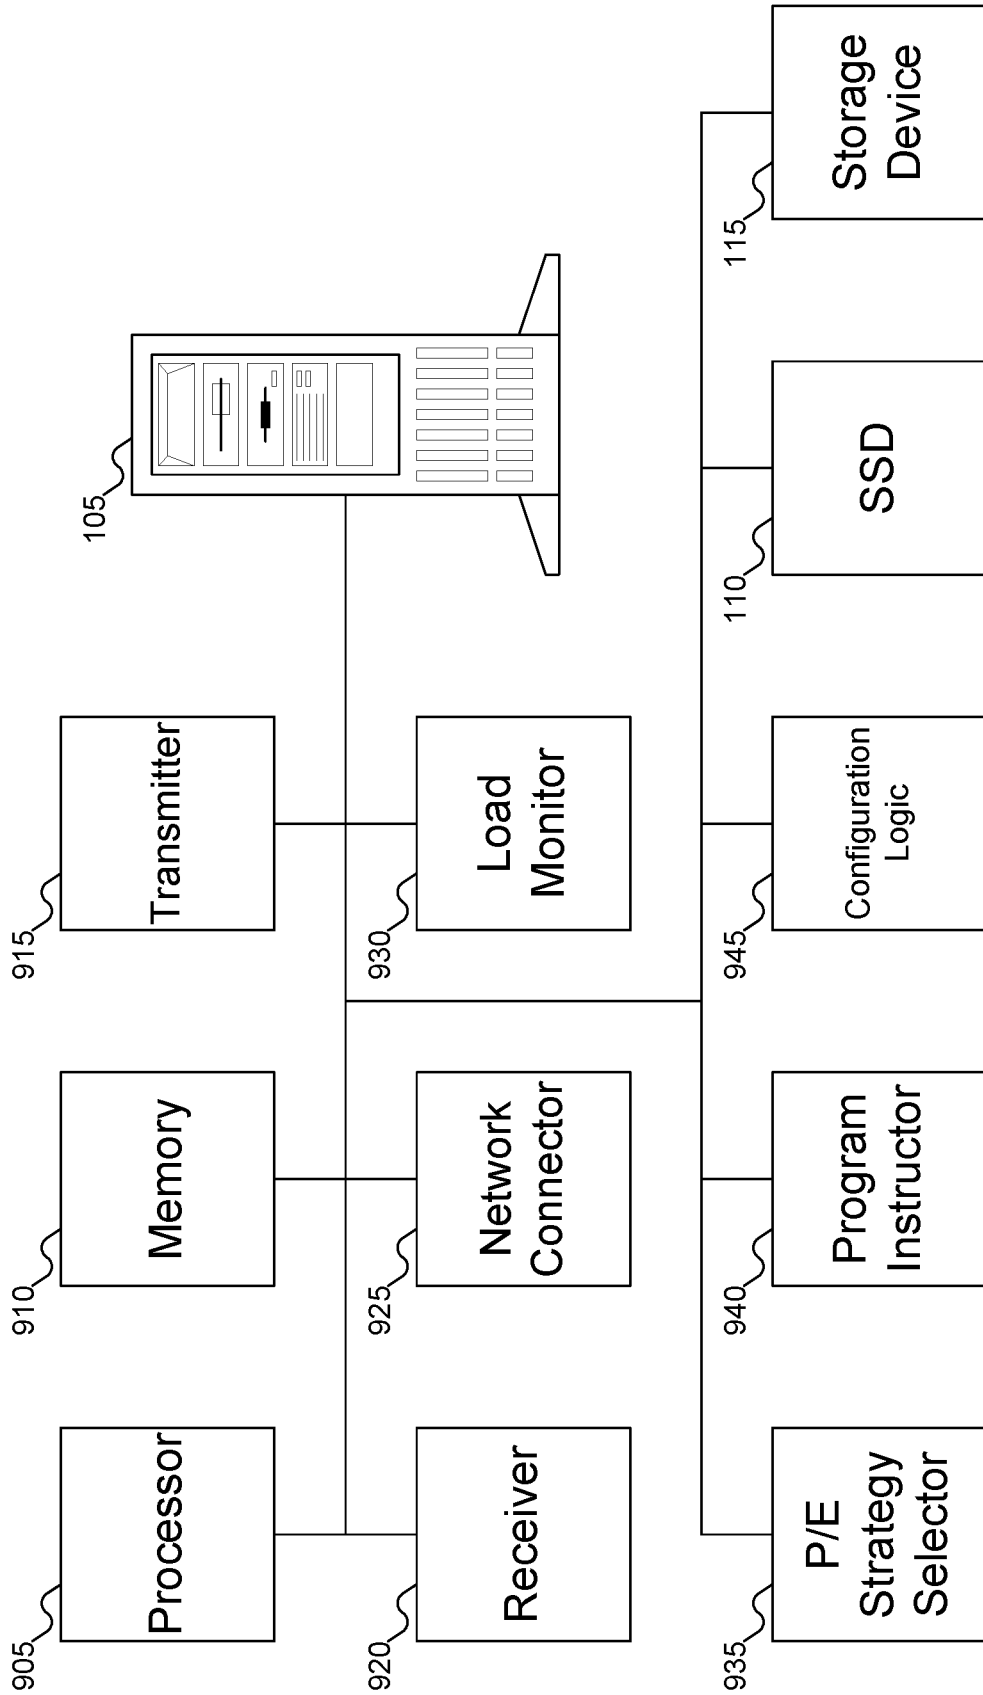 905
Processor
910
Memory
915
Transmitter
105
920
Receiver
925
Network
Connector
930
Load
Monitor
935
P/E
Strategy
Selector
940
Program
Instructor
945
Configuration
Logic
110
SSD
115
Storage
Device